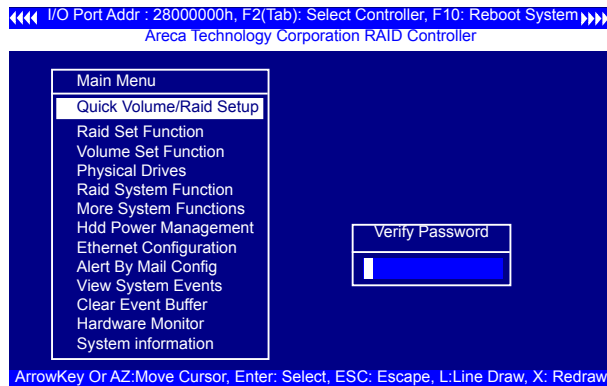 I/O Port Addr : 28000000h, F2(Tab): Select Controller, F10: Reboot System
Areca Technology Corporation RAID Controller
Main Menu
Quick Volume/Raid Setup
Raid Set Function
Volume Set Function
Physical Drives
Raid System Function
More System Functions
Hdd Power Management
Ethernet Configuration
Alert By Mail Config
View System Events
Clear Event Buffer
Hardware Monitor
System information
Verify Password
ArrowKey Or AZ:Move Cursor, Enter: Select, ESC: Escape, L:Line Draw, X: Redraw